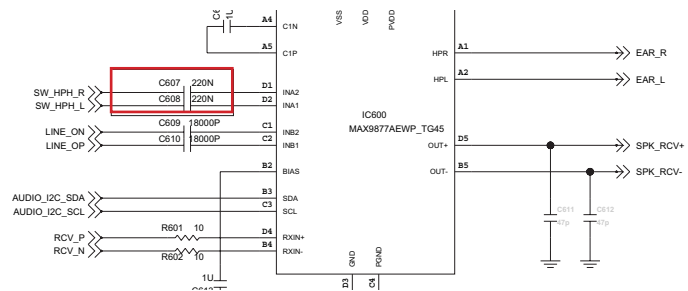 C6
1U
A4
C1N
VSS
VDD
PVDD
A5
C1P
A1
HPR
EAR_R
A2
HPL
EAR_L
C607 220N
SW_HPH_R
D1
INA2
C608 220N
SW_HPH_L
D2
INA1
IC600
MAX9877AEWP_TG45
C609 18000P
LINE_ON
C1
INB2
C610 18000P
LINE_OP
C2
INB1
D5
OUT+
SPK_RCV+
B2
BIAS
B5
OUT-
SPK_RCV-
AUDIO_I2C_SDA
B3
SDA
AUDIO_I2C_SCL
C3
SCL
C611
47p
C612
47p
R601 10
RCV_P
D4
RXIN+
RCV_N
B4
RXIN-
R602 10
GND
PGND
D3
C4
1U
C613